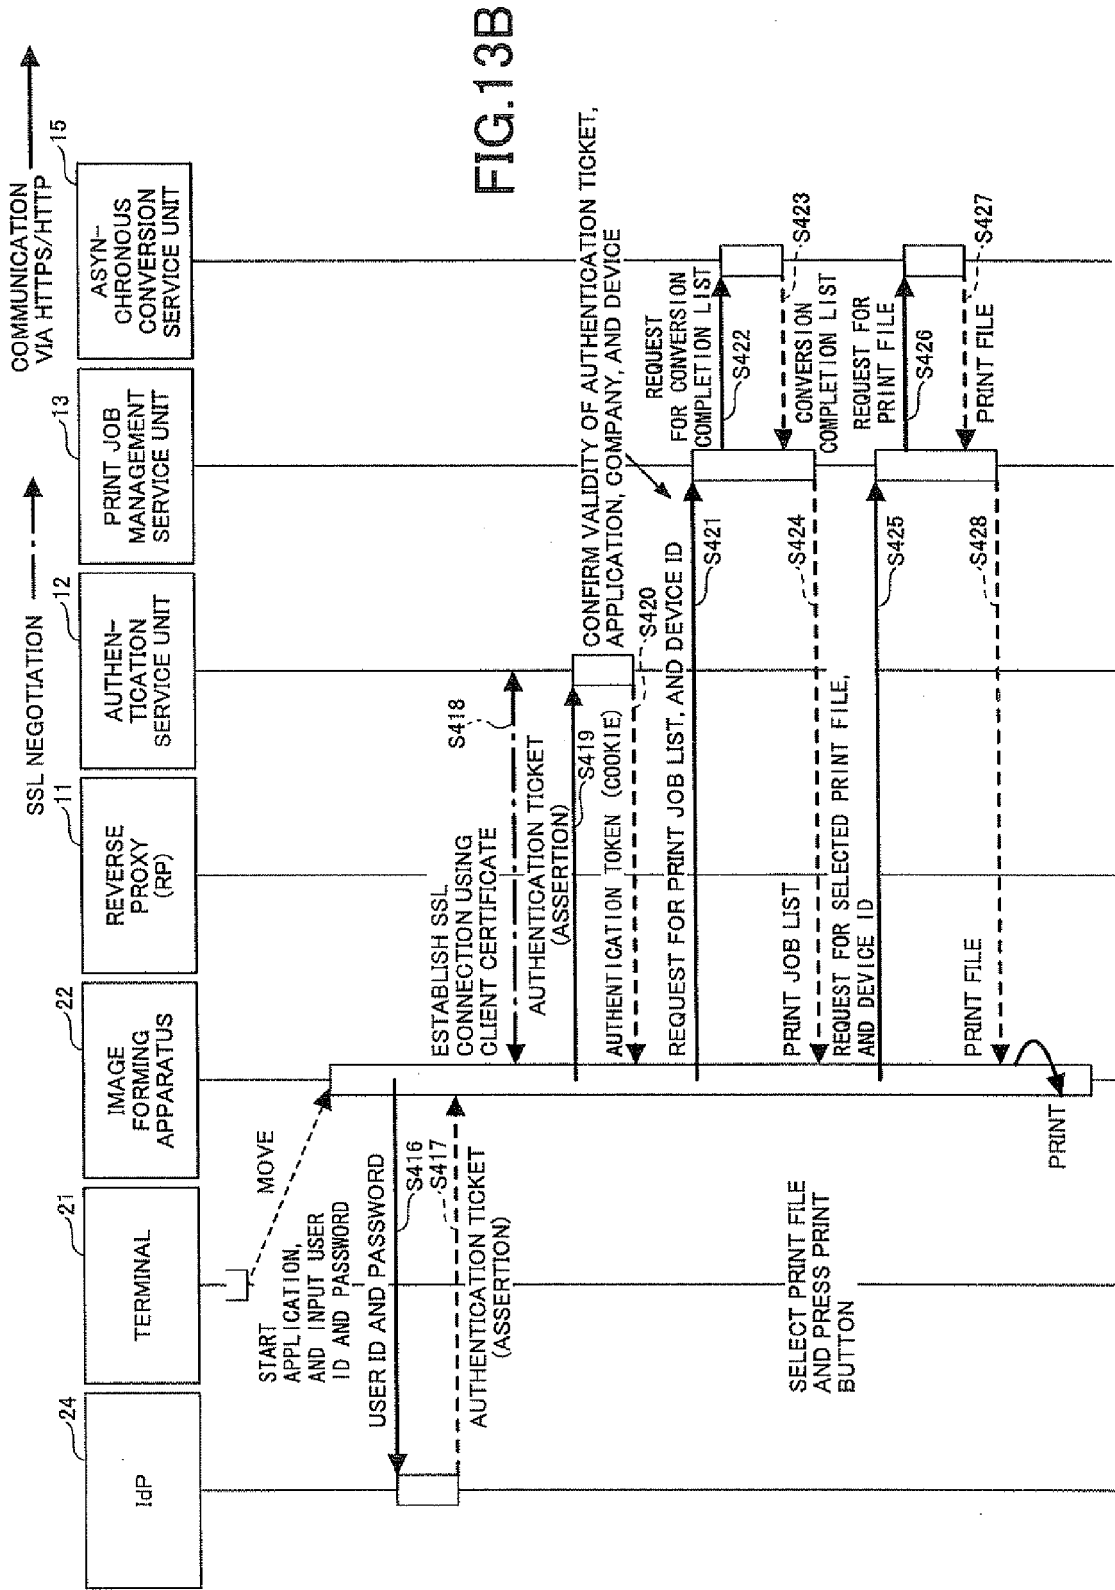 FIG.13B
SSL NEGOTIATION
COMMUNICATION
VIA HTTPS/HTTP
24
IdP
21
TERMINAL
22
IMAGE
FORMING
APPARATUS
11
REVERSE
PROXY
(RP)
12
AUTHEN-
TICATION
SERVICE UNIT
13
PRINT JOB
MANAGEMENT
SERVICE UNIT
15
ASYN-
CHRONOUS
CONVERSION
SERVICE UNIT
MOVE
START
APPLICATION,
AND INPUT USER
ID AND PASSWORD
USER ID AND PASSWORD
S416
S417
AUTHENTICATION TICKET
(ASSERTION)
ESTABLISH SSL
CONNECTION USING
CLIENT CERTIFICATE
S418
AUTHENTICATION TICKET
(ASSERTION)
S419
AUTHENTICATION TOKEN (COOKIE)
S420
CONFIRM VALIDITY OF AUTHENTICATION TICKET,
APPLICATION, COMPANY, AND DEVICE
REQUEST FOR PRINT JOB LIST, AND DEVICE ID
S421
REQUEST
FOR CONVERSION
COMPLETION LIST
S422
S423
CONVERSION
COMPLETION LIST
PRINT JOB LIST
S424
SELECT PRINT FILE
AND PRESS PRINT
BUTTON
REQUEST FOR SELECTED PRINT FILE,
AND DEVICE ID
S425
REQUEST FOR
PRINT FILE
S426
S427
PRINT FILE
PRINT FILE
S428
PRINT